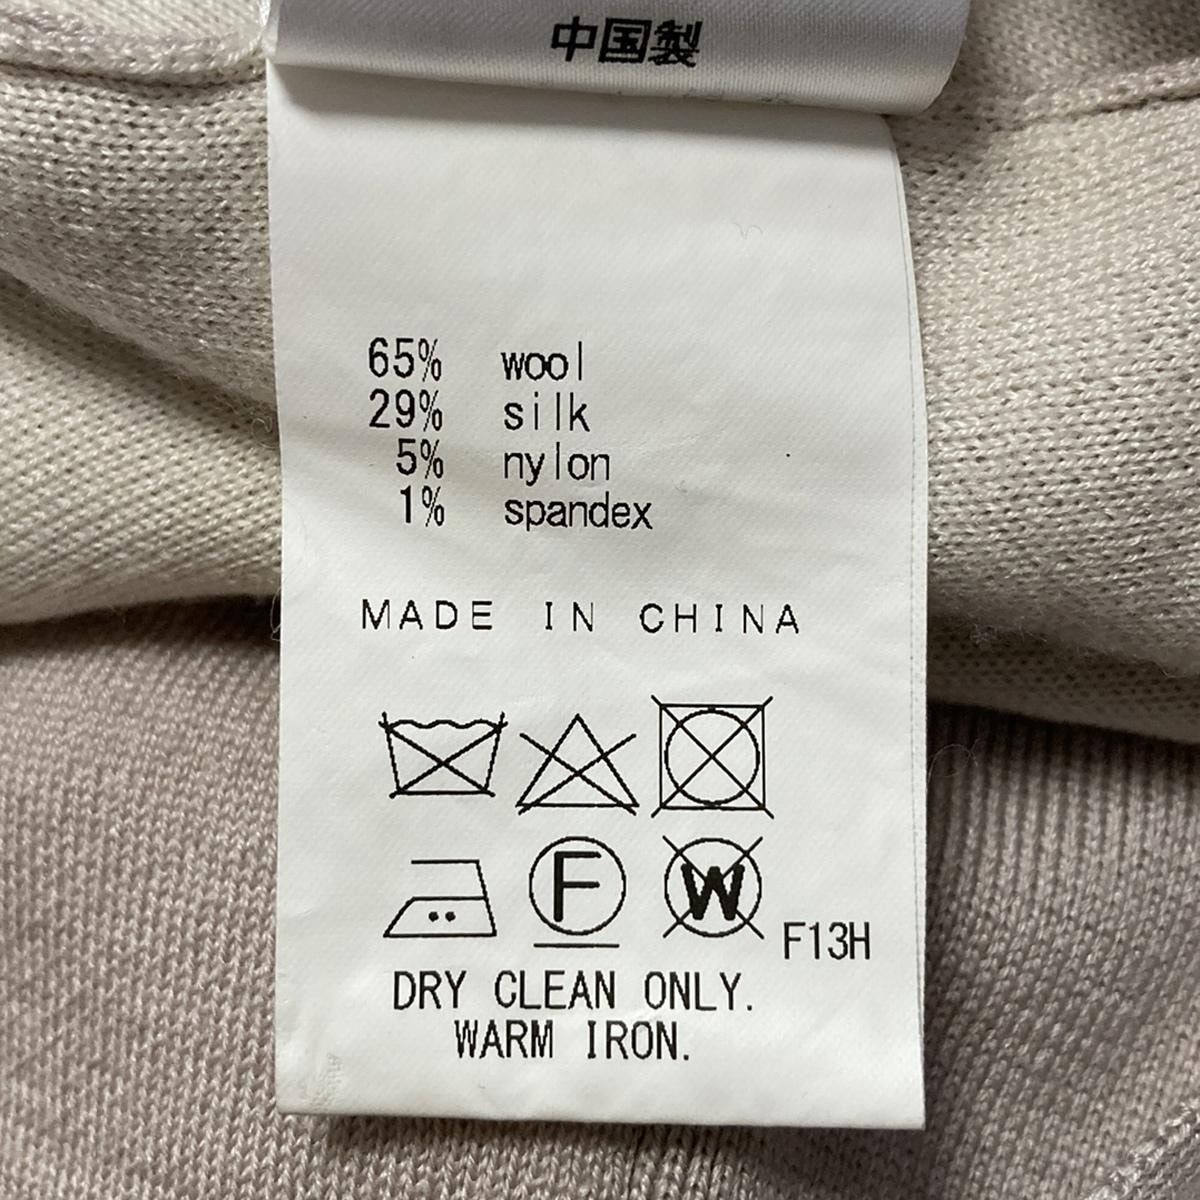 中国製
65% wool
29% silk
5% nylon
1% spandex
MADE IN CHINA
F W F13H
DRY CLEAN ONLY.
WARM IRON.